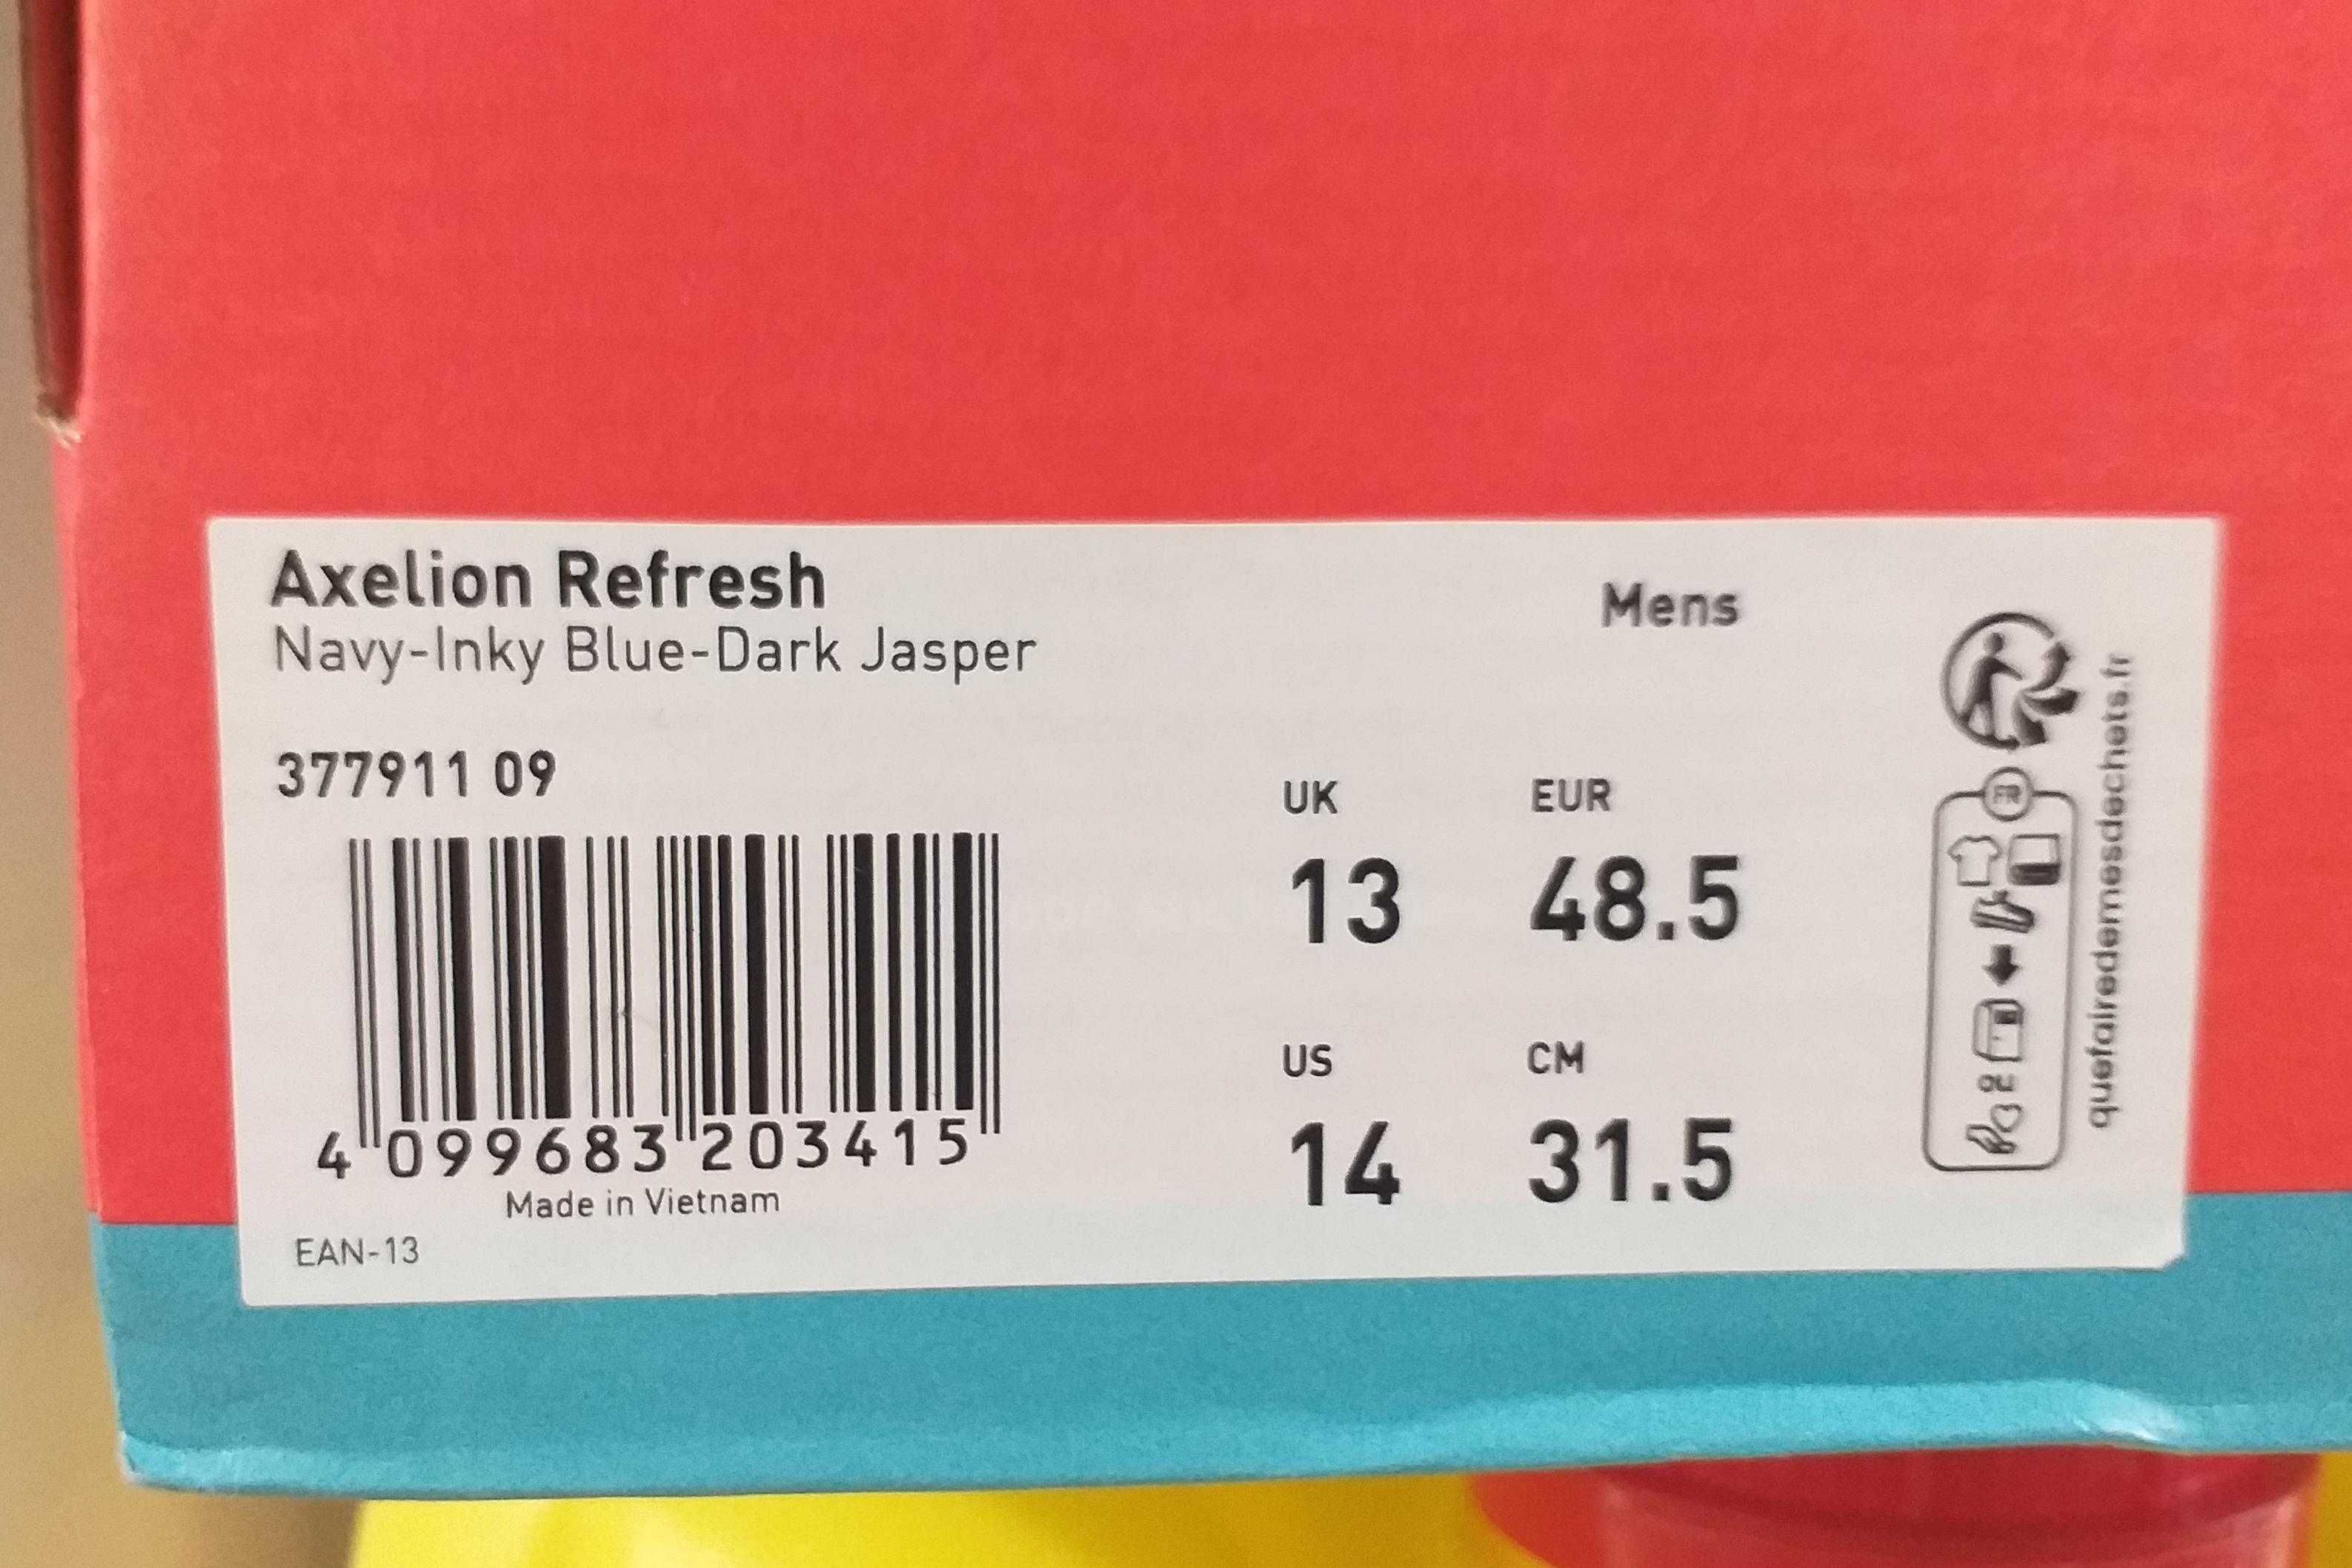 Axelion Refresh
Navy-Inky Blue-Dark Jasper
Mens
377911 09
UK
13
EUR
48.5
US
14
CM
31.5
4 099683 203415
Made in Vietnam
EAN-13
FR
quefairedemesdechets.fr